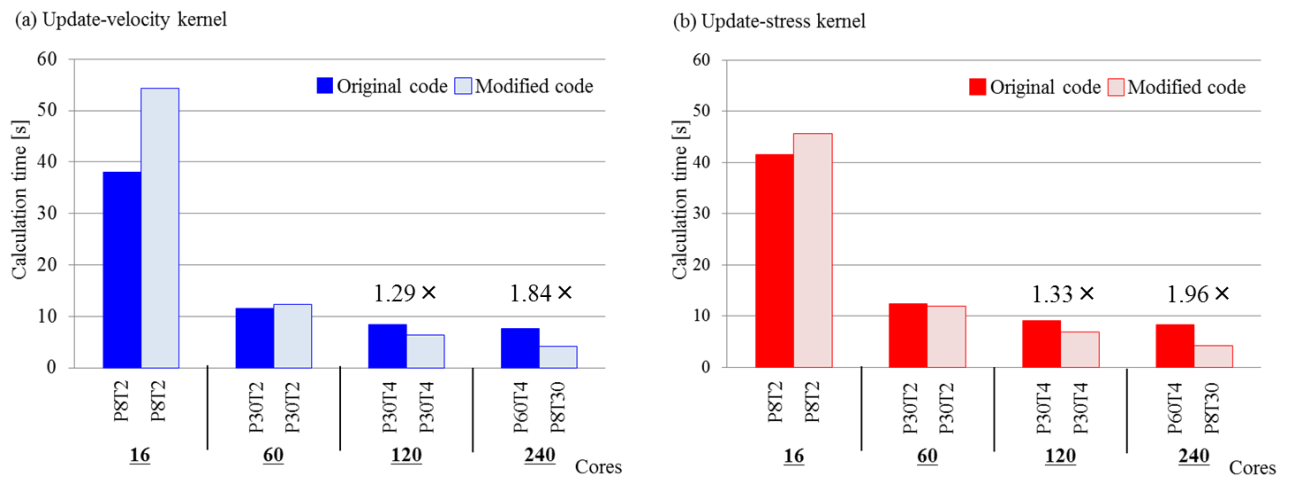 (a) Update-velocity kernel
Calculation time [s]
60
50
40
30
20
10
0
Original code
Modified code
1.29 ×
1.84 ×
P8T2
P8T2
P30T2
P30T2
P30T4
P30T4
P60T4
P8T30
16
60
120
240
Cores
(b) Update-stress kernel
Calculation time [s]
60
50
40
30
20
10
0
Original code
Modified code
1.33 ×
1.96 ×
P8T2
P8T2
P30T2
P30T2
P30T4
P30T4
P60T4
P8T30
16
60
120
240
Cores